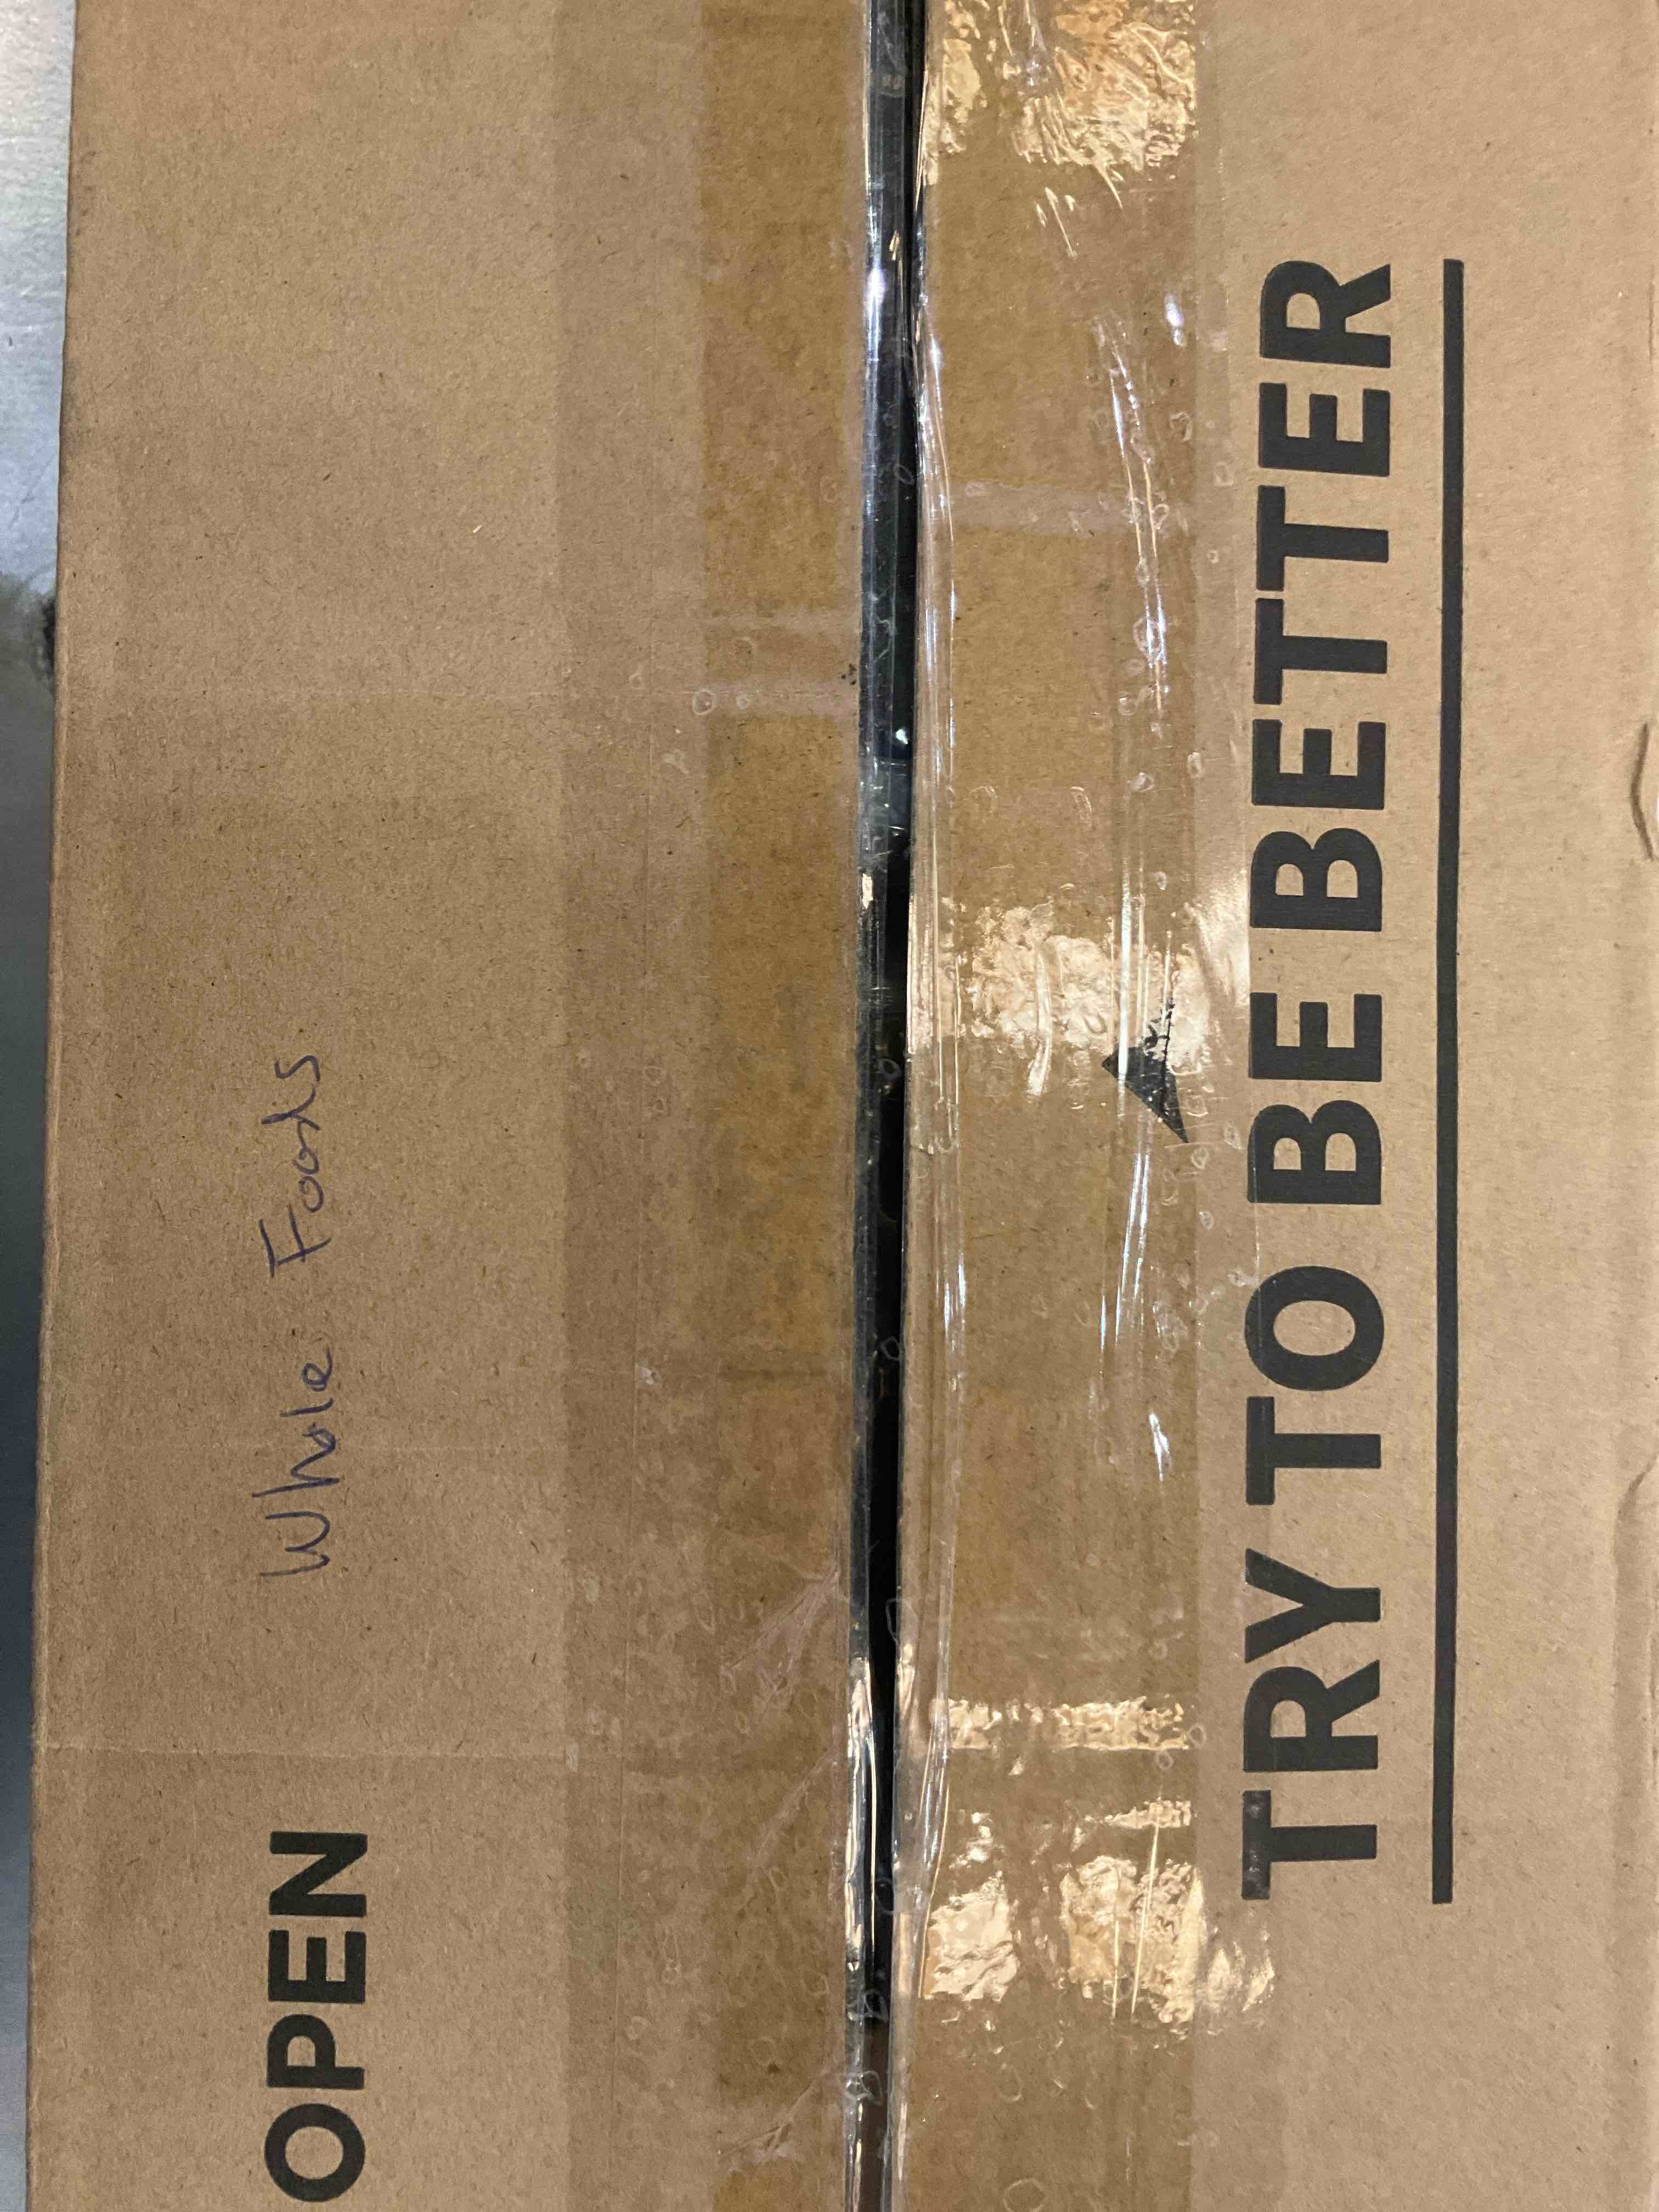 OPEN
Whole Foods
TRY TO BE BETTER